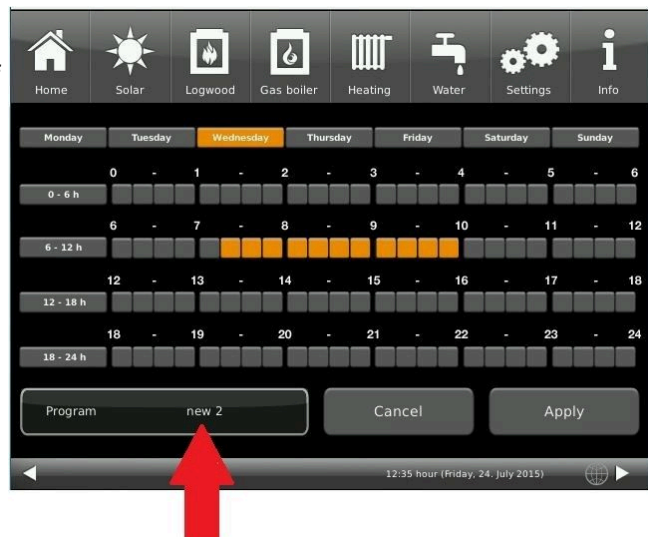 Home Solar Logwood Gas boiler Heating Water Settings Info
Monday Tuesday Wednesday Thursday Friday Saturday Sunday
0 - 1 - 2 - 3 - 4 - 5 - 6
0 - 6 h
6 - 7 - 8 - 9 - 10 - 11 - 12
6 - 12 h
12 - 13 - 14 - 15 - 16 - 17 - 18
12 - 18 h
18 - 19 - 20 - 21 - 22 - 23 - 24
18 - 24 h
Program new 2 Cancel Apply
12:35 hour (Friday, 24. July 2015)